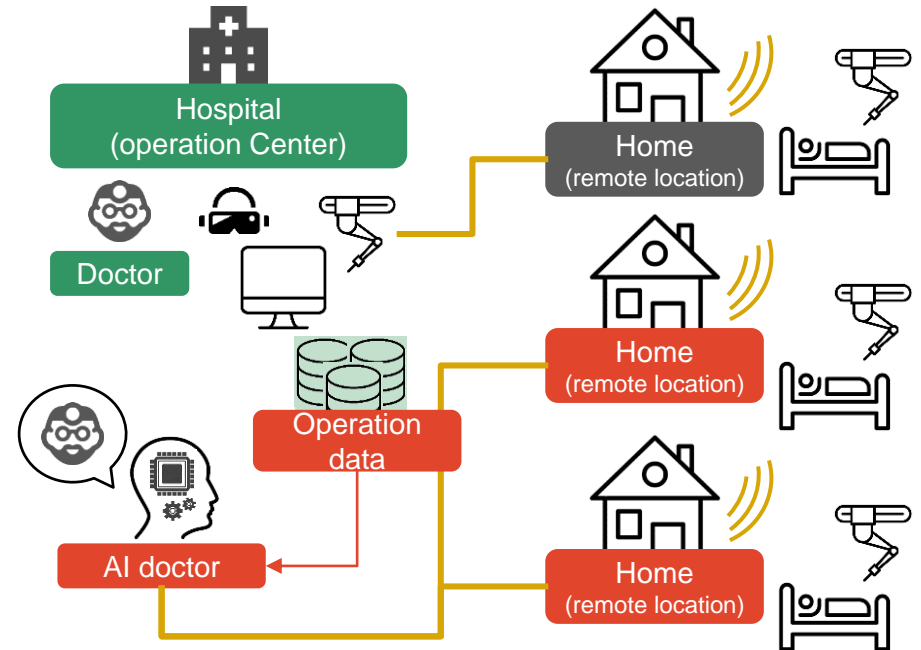 Hospital
(operation Center)
Home
(remote location)
Doctor
Home
(remote location)
Operation
data
AI doctor
Home
(remote location)